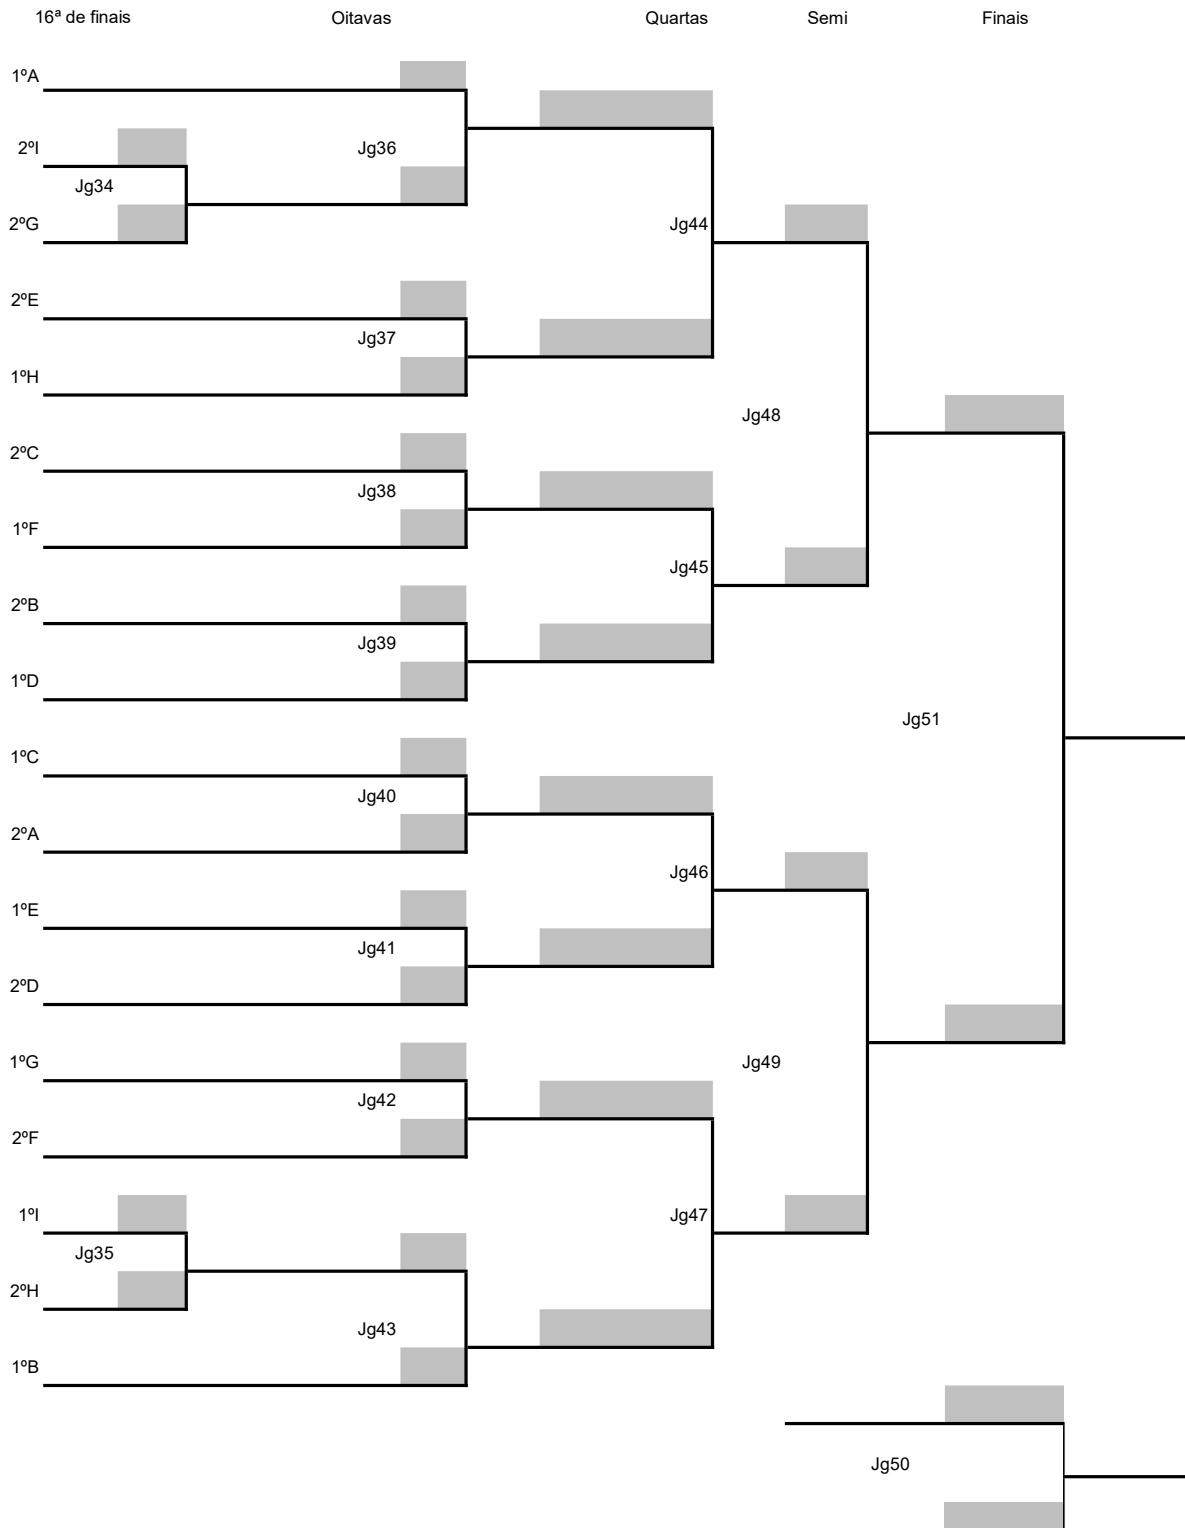 16ª de finais Oitavas Quartas Semi Finais
1ºA
2ºI Jg36
Jg34
2ºG Jg44
2ºE
Jg37
1ºH
Jg48
2ºC
Jg38
1ºF
Jg45
2ºB
Jg39
1ºD
Jg51
1ºC
Jg40
2ºA
Jg46
1ºE
Jg41
2ºD
1ºG Jg49
Jg42
2ºF
1ºI Jg47
Jg35
2ºH
Jg43
1ºB
Jg50